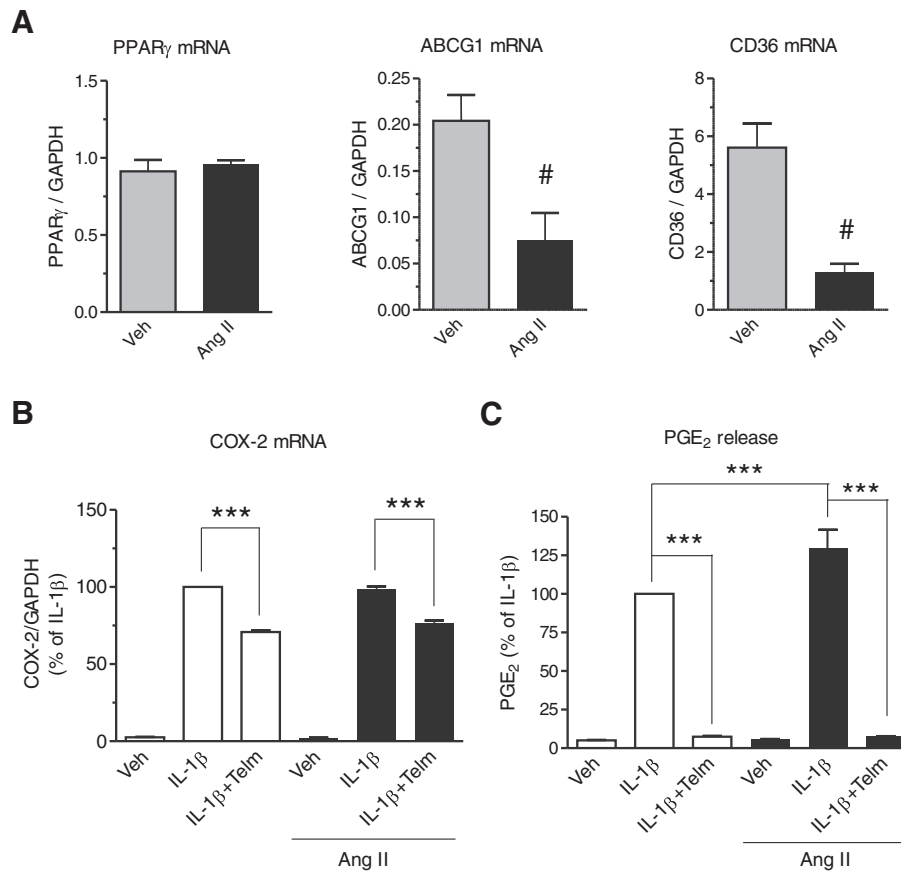 A
PPARγ mRNA
ABCG1 mRNA
CD36 mRNA
PPARγ / GAPDH
1.5
1.0
0.5
0.0
Veh
Ang II
ABCG1 / GAPDH
0.25
0.20
0.15
0.10
0.05
0.00
#
Veh
Ang II
CD36 / GAPDH
8
6
4
2
0
#
Veh
Ang II
B
COX-2 mRNA
COX-2/GAPDH
(% of IL-1β)
150
100
50
0
***
***
Veh
IL-1β
IL-1β+Telm
Veh
IL-1β
IL-1β+Telm
Ang II
C
PGE₂ release
PGE₂ (% of IL-1β)
150
125
100
75
50
25
0
***
***
***
Veh
IL-1β
IL-1β+Telm
Veh
IL-1β
IL-1β+Telm
Ang II